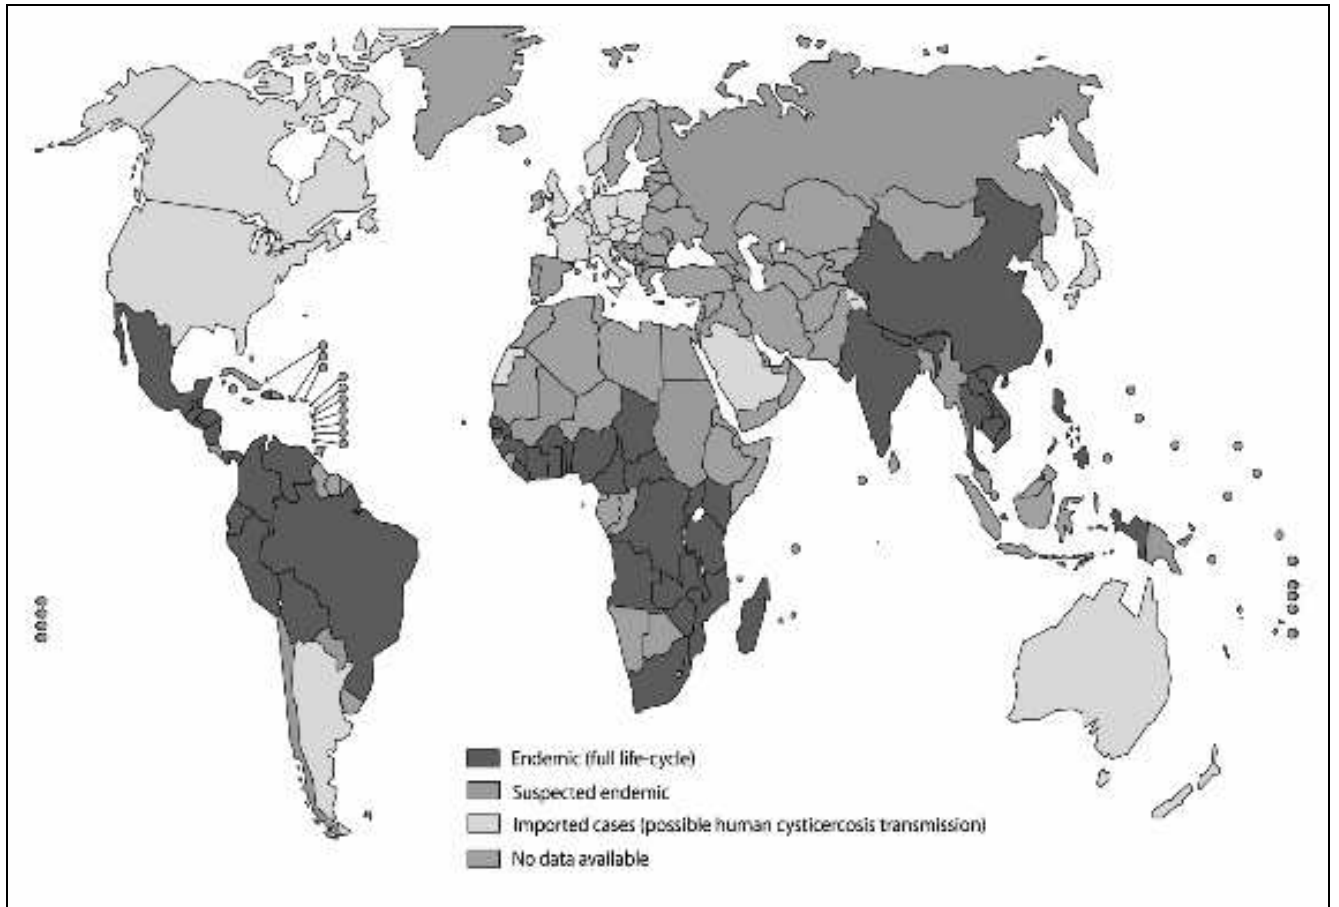 Endemic (full life-cycle)
Suspected endemic
Imported cases (possible human cysticercosis transmission)
No data available